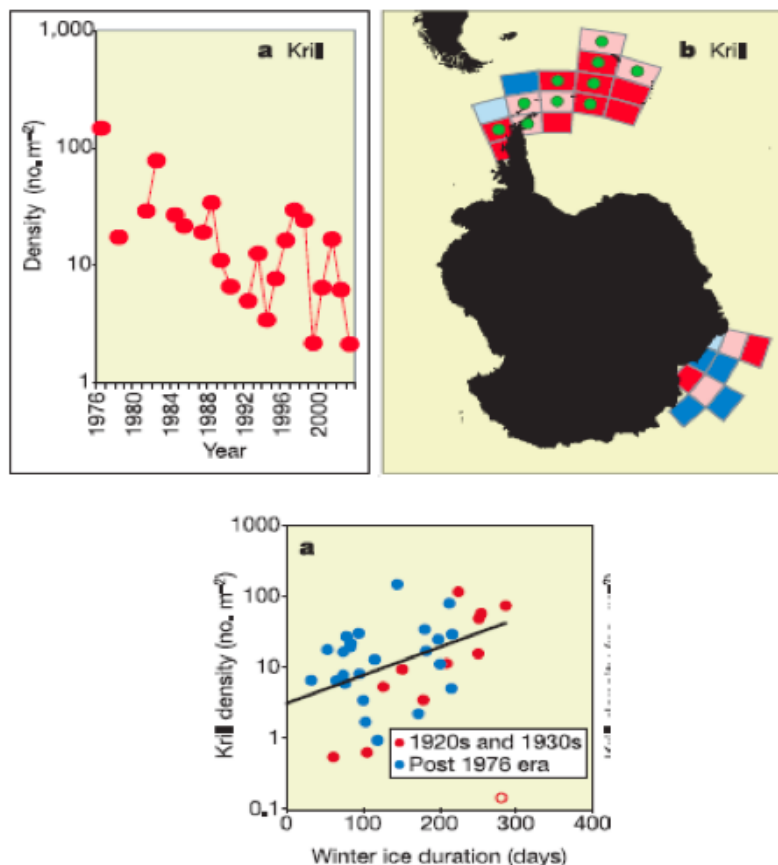 1,000
a Krill
100
10
1
Density (no. m⁻²)
1976
1980
1984
1988
1992
1996
2000
Year
b Krill
1000
a
100
10
1
0.1
Krill density (no. m⁻²)
1920s and 1930s
Post 1976 era
0 100 200 300 400
Winter ice duration (days)